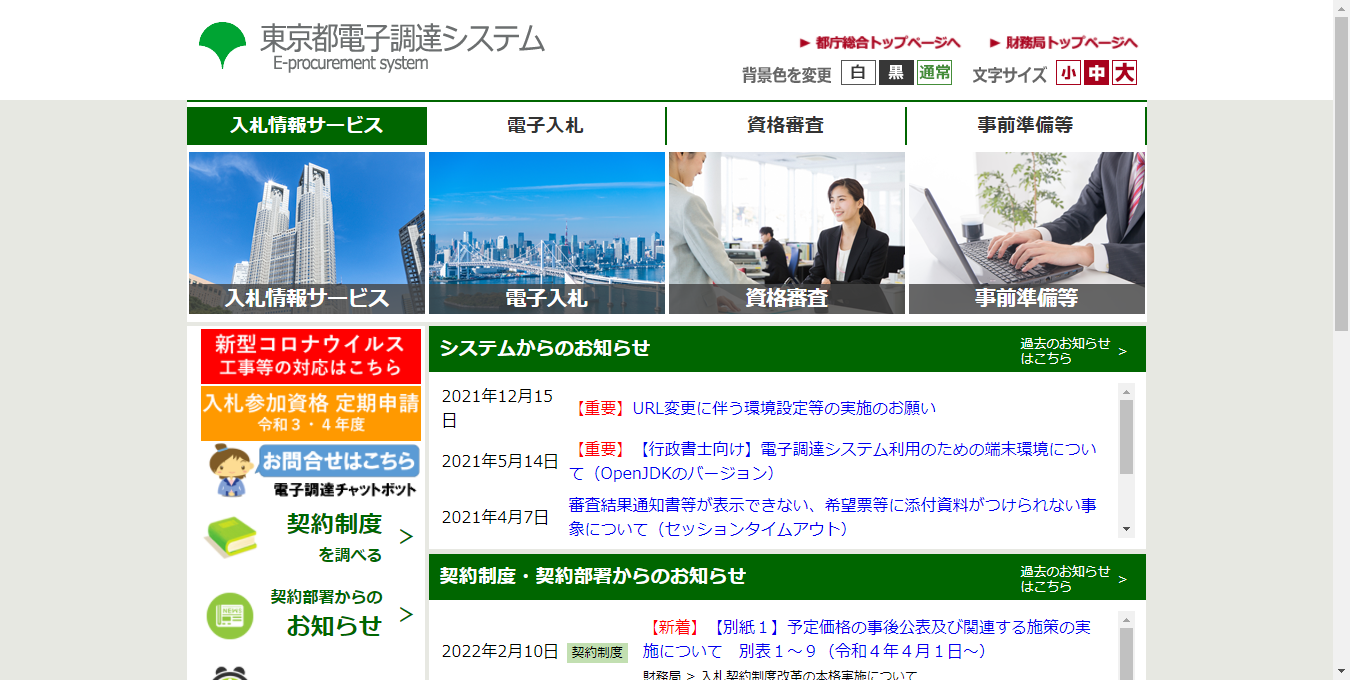 東京都電子調達システム
E-procurement system
► 都庁総合トップページへ ► 財務局トップページへ
背景色を変更 白 黒 通常 文字サイズ 小 中 大
入札情報サービス 電子入札 資格審査 事前準備等
入札情報サービス 電子入札 資格審査 事前準備等
新型コロナウイルス
工事等の対応はこちら
入札参加資格 定期申請
令和３・４年度
お問合せはこちら
電子調達チャットボット
契約制度
を調べる
＞
NEWS
契約部署からの
お知らせ
＞
システムからのお知らせ
過去のお知らせ
はこちら
＞
2021年12月15
日
【重要】URL変更に伴う環境設定等の実施のお願い
2021年5月14日
【重要】【行政書士向け】電子調達システム利用のための端末環境につい
て（OpenJDKのバージョン）
2021年4月7日
審査結果通知書等が表示できない、希望票等に添付資料がつけられない事
象について（セッションタイムアウト）
契約制度・契約部署からのお知らせ
過去のお知らせ
はこちら
＞
2022年2月10日 契約制度
【新着】【別紙１】予定価格の事後公表及び関連する施策の実
施について　別表１～９（令和４年４月１日～）
財務局 > 入札契約制度改革の本格実施について